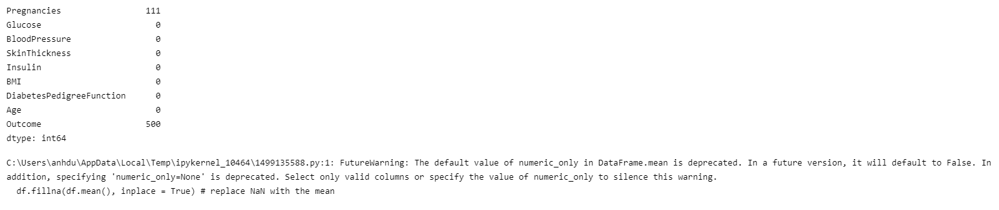 Pregnancies                 111
Glucose                       0
BloodPressure                 0
SkinThickness                 0
Insulin                       0
BMI                           0
DiabetesPedigreeFunction      0
Age                           0
Outcome                     500
dtype: int64
C:\Users\anhdu\AppData\Local\Temp\ipykernel_10464\1499135588.py:1: FutureWarning: The default value of numeric_only in DataFrame.mean is deprecated. In a future version, it will default to False. In
addition, specifying 'numeric_only=None' is deprecated. Select only valid columns or specify the value of numeric_only to silence this warning.
  df.fillna(df.mean(), inplace = True) # replace NaN with the mean